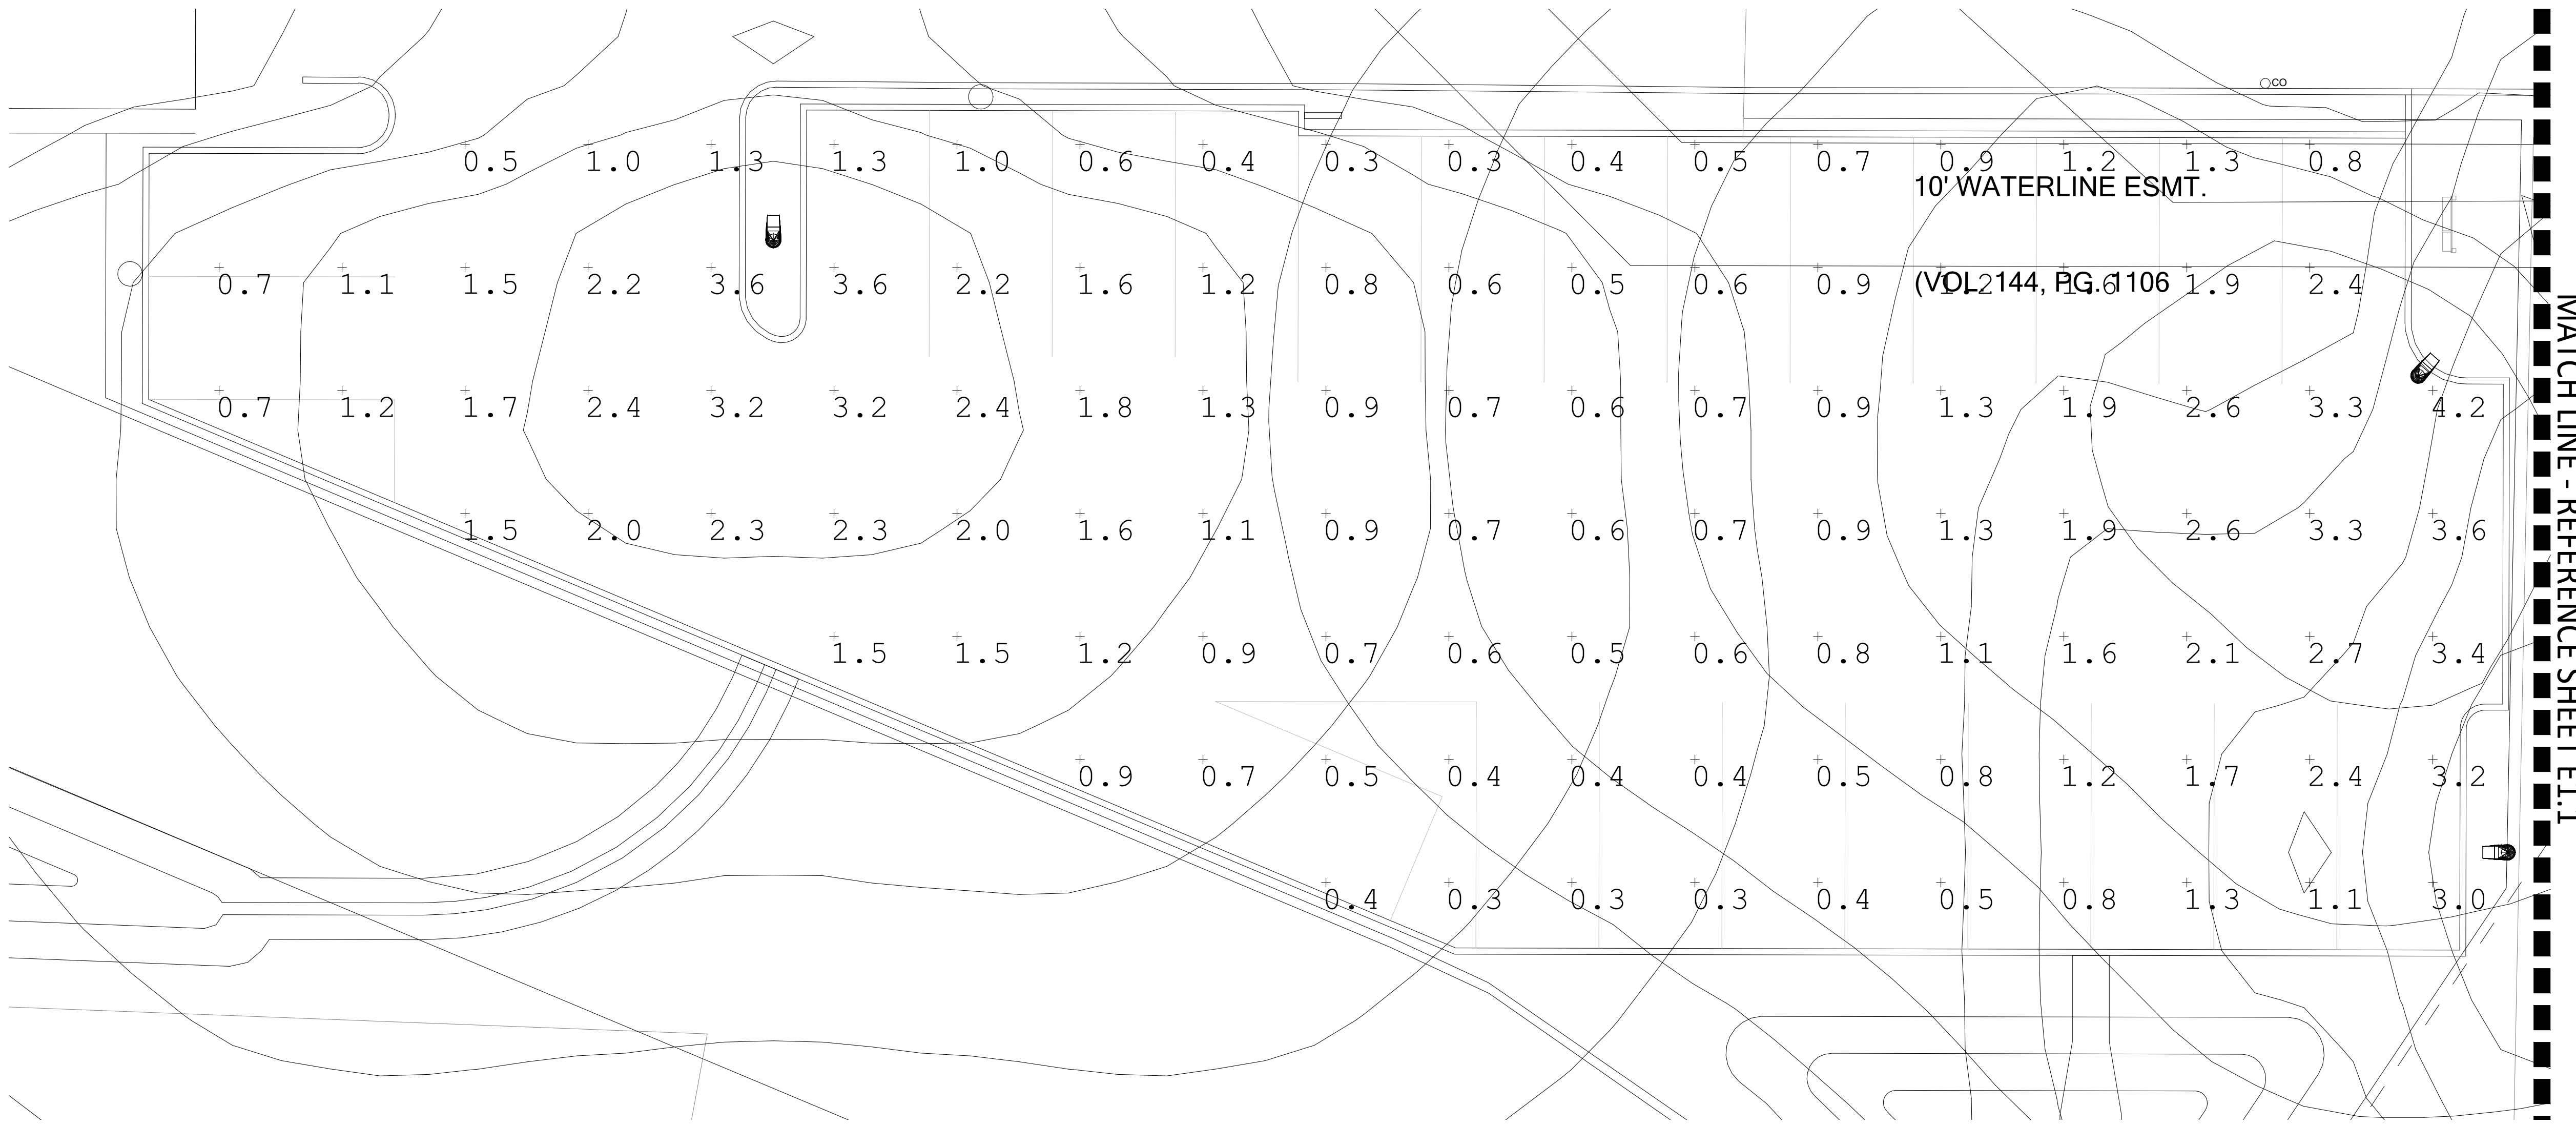 CO
0.5 1.0 1.3 1.3 1.0 0.6 0.4 0.3 0.3 0.4 0.5 0.7 0.9 1.2 1.3 0.8
10' WATERLINE ESMT.
0.7 1.1 1.5 2.2 3.6 3.6 2.2 1.6 1.2 0.8 0.6 0.5 0.6 0.9 1.2 1.6 1.9 2.4
(VOL. 144, PG. 1106
0.7 1.2 1.7 2.4 3.2 3.2 2.4 1.8 1.3 0.9 0.7 0.6 0.7 0.9 1.3 1.9 2.6 3.3 4.2
1.5 2.0 2.3 2.3 2.0 1.6 1.1 0.9 0.7 0.6 0.7 0.9 1.3 1.9 2.6 3.3 3.6
1.5 1.5 1.2 0.9 0.7 0.6 0.5 0.6 0.8 1.1 1.6 2.1 2.7 3.4
0.9 0.7 0.5 0.4 0.4 0.4 0.5 0.8 1.2 1.7 2.4 3.2
0.4 0.3 0.3 0.3 0.4 0.5 0.8 1.3 1.1 3.0
MATCH LINE - REFERENCE SHEET E1.1